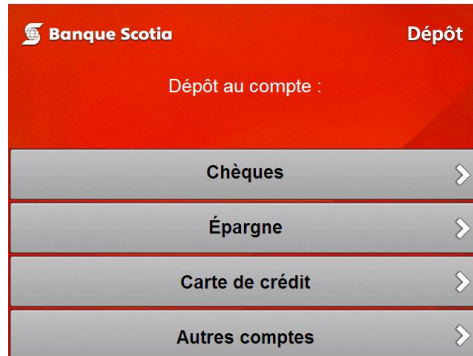 Banque Scotia
Dépôt
Dépôt au compte :
Chèques
Épargne
Carte de crédit
Autres comptes